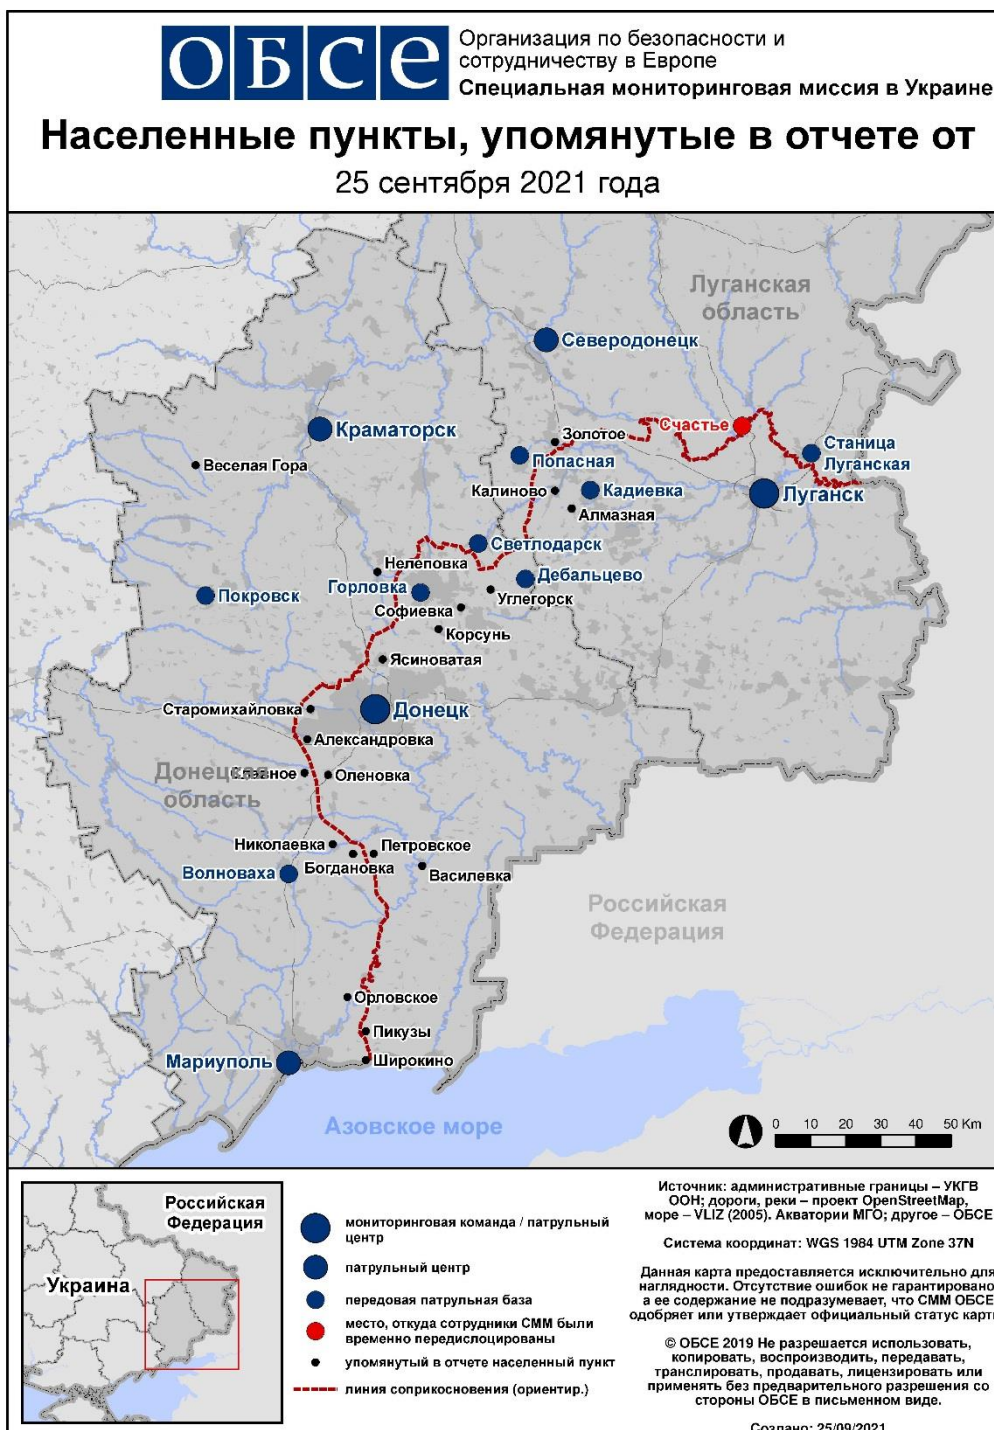 ОБСЕ
Организация по безопасности и
сотрудничеству в Европе
Специальная мониторинговая миссия в Украине
Населенные пункты, упомянутые в отчете от
25 сентября 2021 года
Луганская
область
Северодонецк
Краматорск
Золотое
Счастье
Станица
Луганская
Веселая Гора
Попасная
Калиново
Кадиевка
Луганск
Алмазная
Светлодарск
Нелеповка
Дебальцево
Покровск
Горловка
Углегорск
Софиевка
Корсунь
Ясиноватая
Старомихайловка
Донецк
Александровка
Донецкая
область
Оленовка
Николаевка
Петровское
Богдановка
Василевка
Волноваха
Российская
Федерация
Орловское
Пикузы
Широкино
Мариуполь
Азовское море
0 10 20 30 40 50 Km
Российская
Федерация
Украина
мониторинговая команда / патрульный
центр
патрульный центр
передовая патрульная база
место, откуда сотрудники СММ были
временно передислоцированы
упомянутый в отчете населенный пункт
линия соприкосновения (ориентир.)
Источник: административные границы – УКГВ
ООН; дороги, реки – проект OpenStreetMap,
море – VLIZ (2005). Акватории МГО; другое – ОБСЕ
Система координат: WGS 1984 UTM Zone 37N
Данная карта предоставляется исключительно для
наглядности. Отсутствие ошибок не гарантировано,
а ее содержание не подразумевает, что СММ ОБСЕ
одобряет или утверждает официальный статус
© ОБСЕ 2019 Не разрешается использовать,
копировать, воспроизводить, передавать,
транслировать, продавать, лицензировать или
применять без предварительного разрешения со
стороны ОБСЕ в письменном виде.
Создано: 25/09/2021